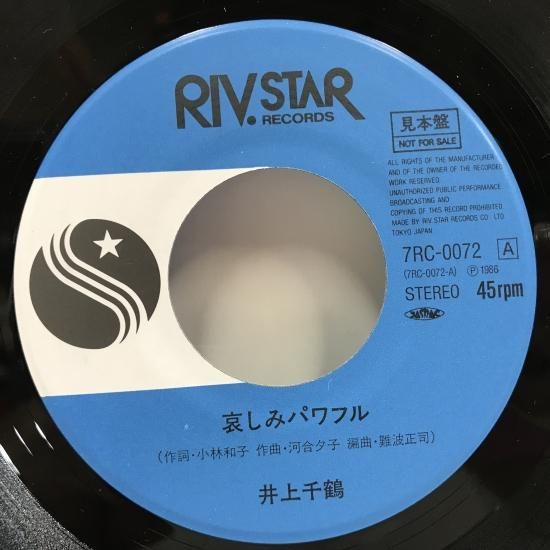 RIV.STAR
RECORDS
見本盤
NOT FOR SALE
ALL RIGHTS OF THE MANUFACTURER
AND OF THE OWNER OF THE RECORDED
WORK RESERVED.
UNAUTHORIZED PUBLIC PERFORMANCE
BROADCASTING AND
COPYING OF THIS RECORD PROHIBITED
MADE BY RIV.STAR RECORDS CO. LTD.
TOKYO JAPAN
7RC-0072 A
(7RC-0072-A) Ⓟ1986
STEREO 45rpm
哀しみパワフル
(作詞・小林和子 作曲・河合夕子 編曲・難波正司)
井上千鶴